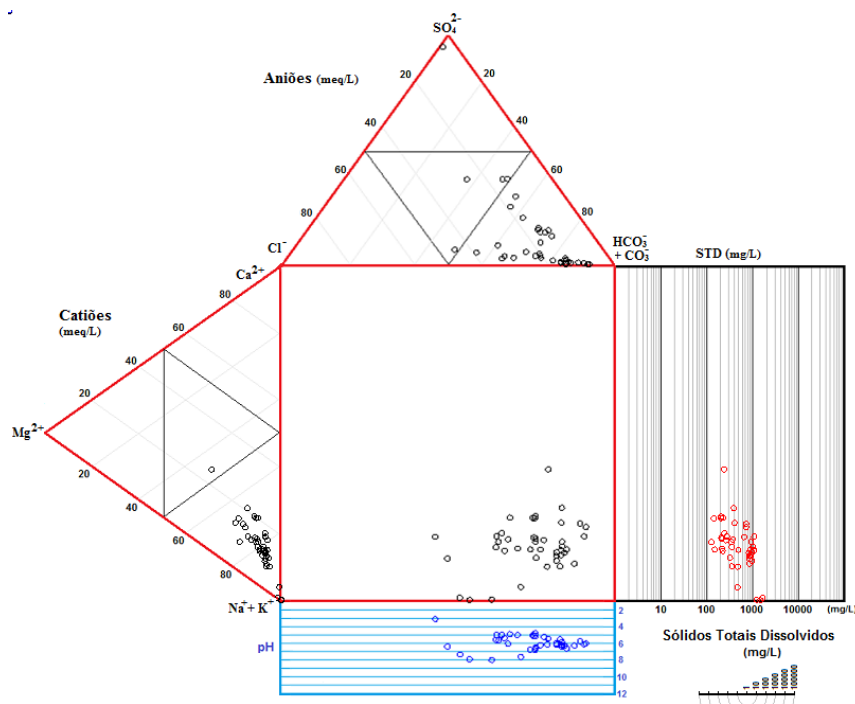 SO₄²⁻
Aniões (meq/L)
20
20
40
40
60
60
80
80
Cl⁻
HCO₃⁻
+ CO₃⁻
STD (mg/L)
Ca²⁺
80
Catiões
(meq/L)
60
40
20
Mg²⁺
20
40
60
80
Na⁺+ K⁺
10
100
1000
10000
(mg/L)
pH
2
4
6
8
10
12
Sólidos Totais Dissolvidos
(mg/L)